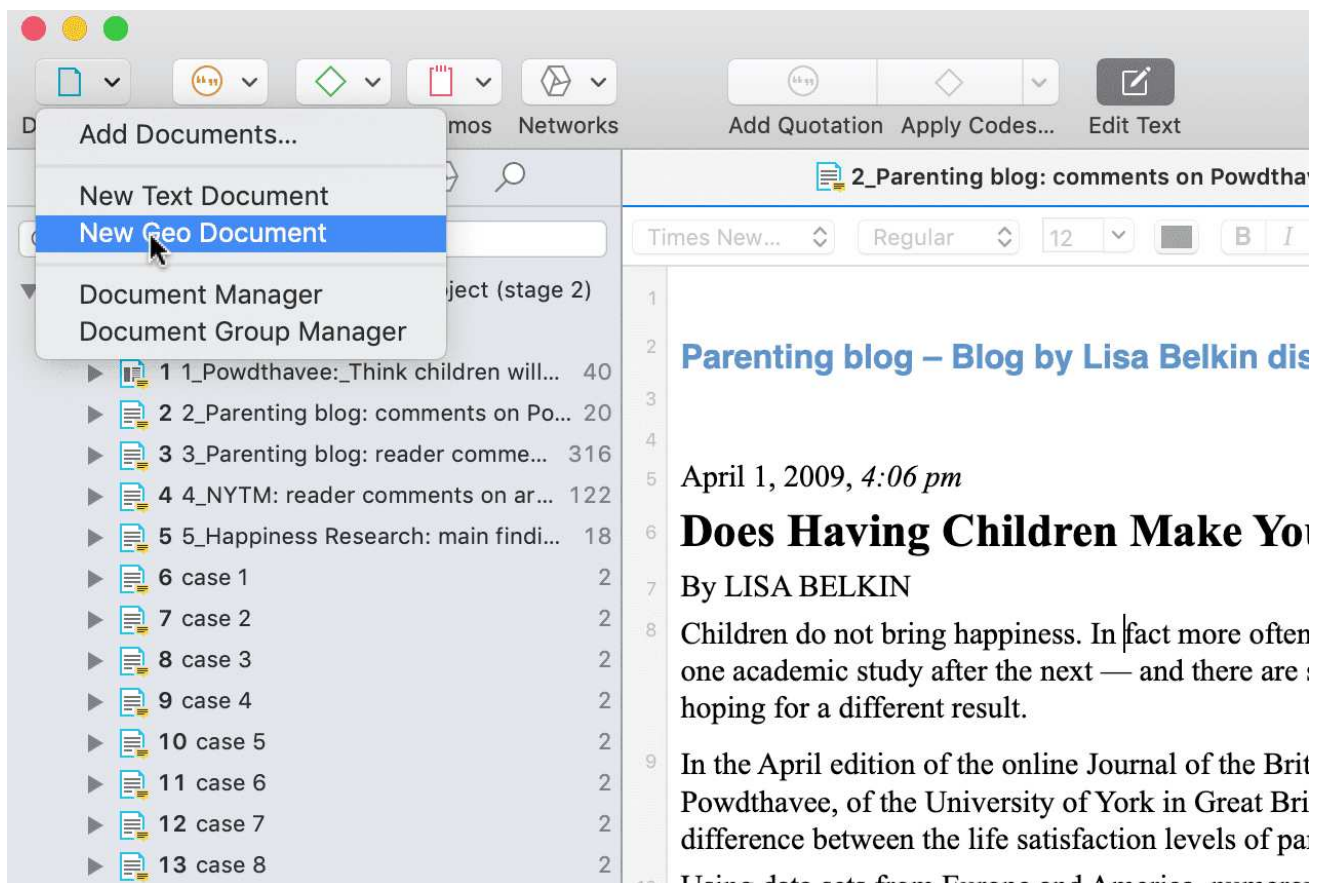 Add Documents...
New Text Document
New Geo Document
Document Manager
Document Group Manager
D
mos
Networks
Add Quotation
Apply Codes...
Edit Text
ject (stage 2)
1 1_Powdthavee:_Think children will... 40
2 2_Parenting blog: comments on Po... 20
3 3_Parenting blog: reader comme... 316
4 4_NYTM: reader comments on ar... 122
5 5_Happiness Research: main findi... 18
6 case 1 2
7 case 2 2
8 case 3 2
9 case 4 2
10 case 5 2
11 case 6 2
12 case 7 2
13 case 8 2
2_Parenting blog: comments on Powdtha
Times New... Regular 12 B I
1
2 Parenting blog – Blog by Lisa Belkin dis
3
4
5 April 1, 2009, 4:06 pm
6 Does Having Children Make You
7 By LISA BELKIN
8 Children do not bring happiness. In fact more often
one academic study after the next — and there are s
hoping for a different result.
9 In the April edition of the online Journal of the Brit
Powdthavee, of the University of York in Great Bri
difference between the life satisfaction levels of pa
Using data sets from Europe and America, numerou